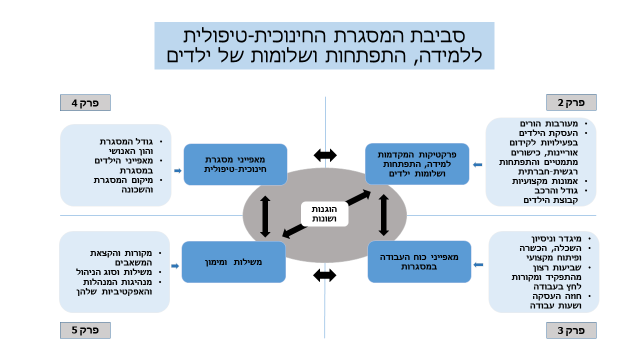 סביבת המסגרת החינוכית-טיפולית
ללמידה, התפתחות ושלומות של ילדים
פרק 2
• מעורבות הורים
• העסקת הילדים
בפעילויות לקידום
אוריינות, כישורים
מתמטיים והתפתחות
רגשית-חברתית
• אמונות מקצועיות
• גודל והרכב
קבוצת הילדים
פרקטיקות המקדמות
למידה, התפתחות
ושלומות ילדים
פרק 4
• גודל המסגרת
והון האנושי
• מאפייני הילדים
במסגרת
• מיקום המסגרת
והשכונה
מאפייני מסגרת
חינוכית-טיפולית
הוגנות
ושונות
מאפייני כוח העבודה
במסגרות
• מיגדר וניסיון
• השכלה, הכשרה
ופיתוח מקצועי
• שביעות רצון
מהתפקיד ומקורות
לחץ בעבודה
• חוזה העסקה
ושעות עבודה
פרק 3
משילות ומימון
• מקורות והקצאת
המשאבים
• משילות וסוג הניהול
• מנהיגות המנהלות
והאפקטיביות שלהן
פרק 5